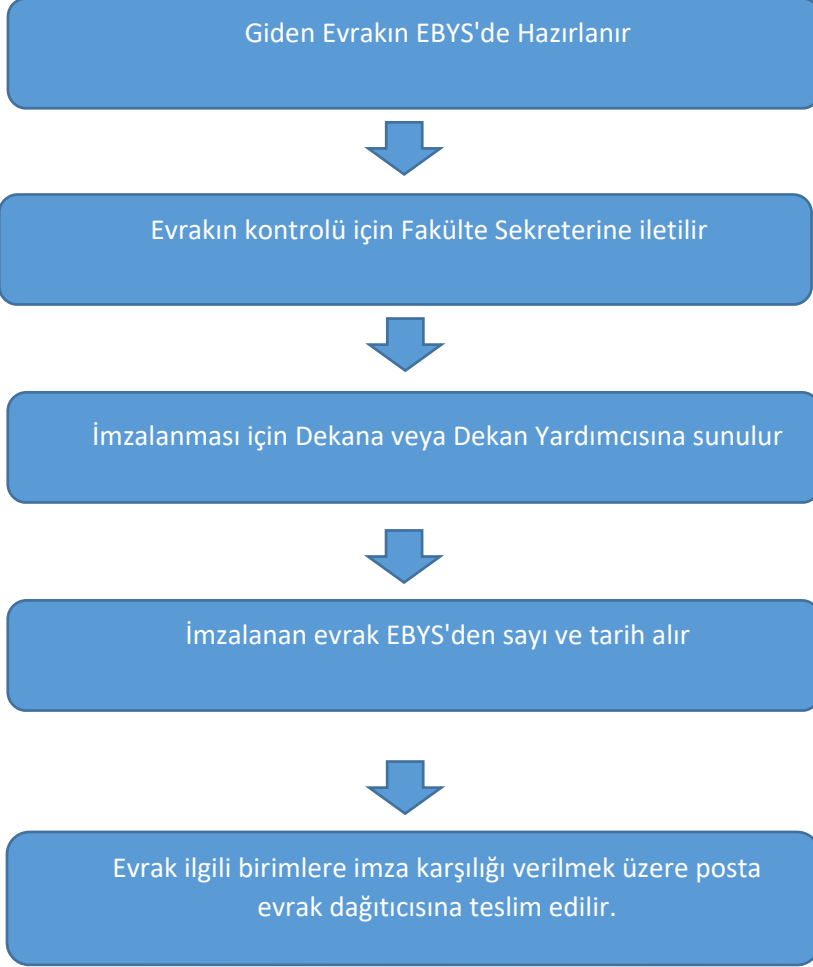 Giden Evrakın EBYS'de Hazırlanır
Evrakın kontrolü için Fakülte Sekreterine iletilir
İmzalanması için Dekana veya Dekan Yardımcısına sunulur
İmzalanan evrak EBYS'den sayı ve tarih alır
Evrak ilgili birimlere imza karşılığı verilmek üzere posta
evrak dağıtıcısına teslim edilir.